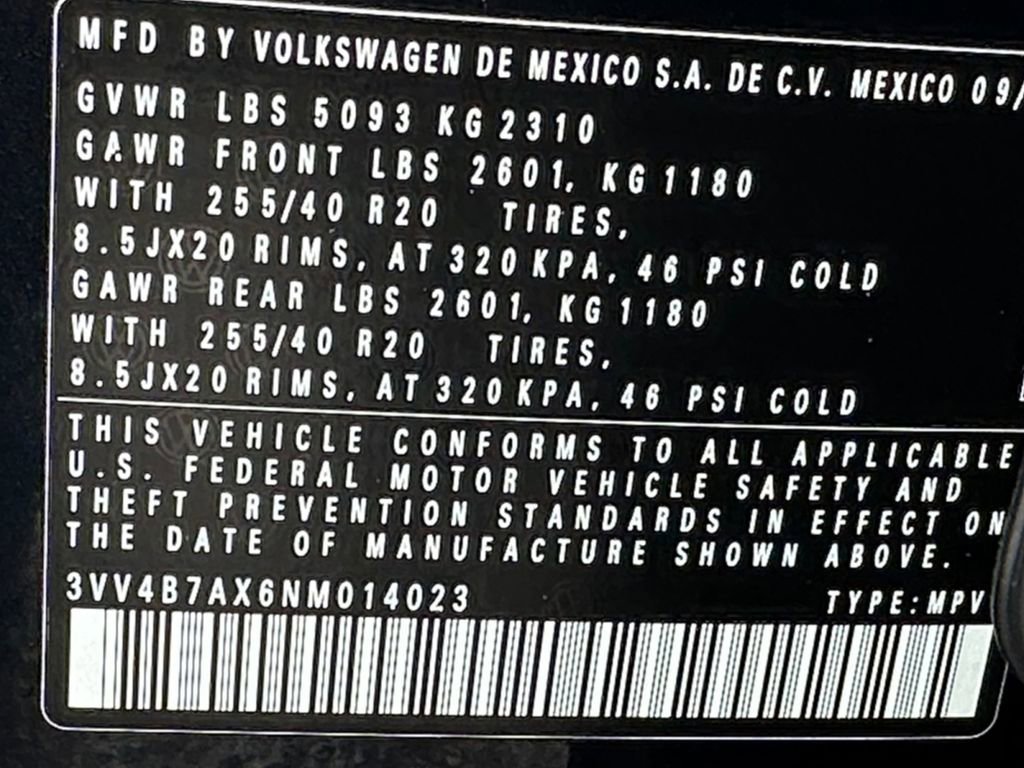 MFD BY VOLKSWAGEN DE MEXICO S.A. DE C.V. MEXICO 09/
GVWR LBS 5093 KG 2310
GAWR FRONT LBS 2601, KG 1180
WITH 255/40 R20 TIRES,
8.5JX20 RIMS, AT 320 KPA, 46 PSI COLD
GAWR REAR LBS 2601, KG 1180
WITH 255/40 R20 TIRES,
8.5JX20 RIMS, AT 320 KPA, 46 PSI COLD
THIS VEHICLE CONFORMS TO ALL APPLICABLE
U.S. FEDERAL MOTOR VEHICLE SAFETY AND
THEFT PREVENTION STANDARDS IN EFFECT ON
THE DATE OF MANUFACTURE SHOWN ABOVE.
3VV4B7AX6NM014023 TYPE:MPV